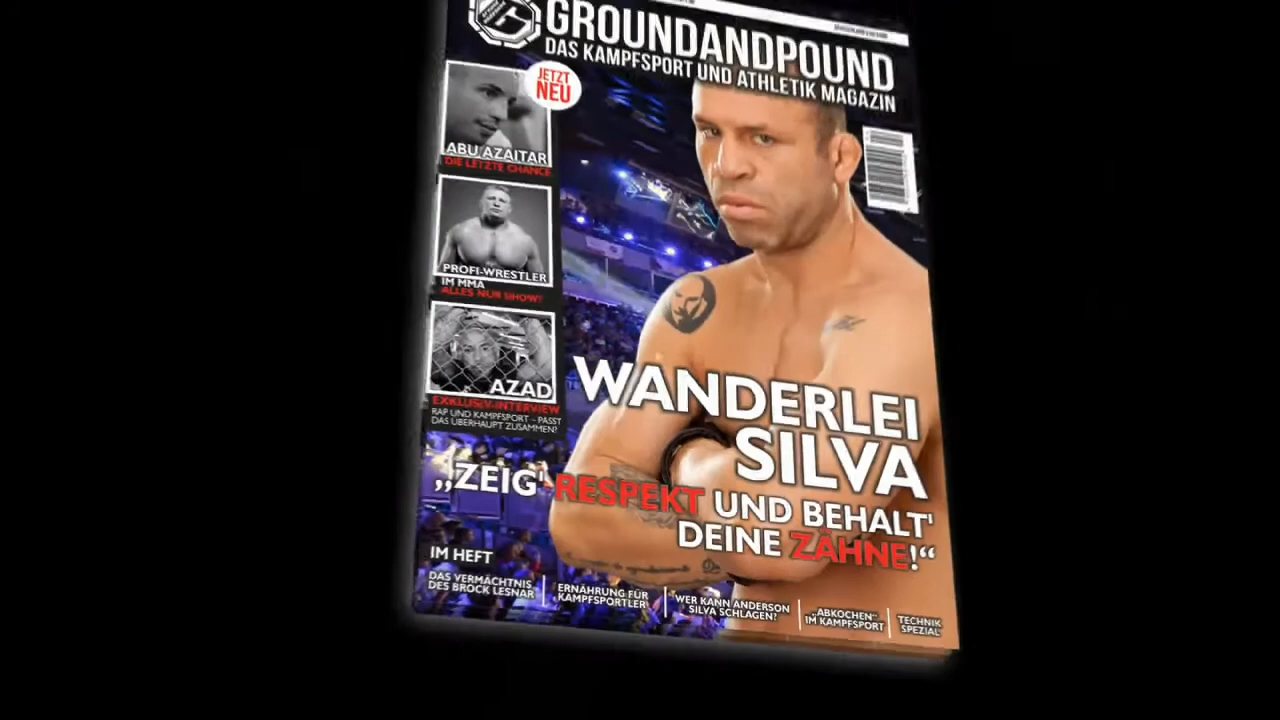 GROUNDANDPOUND
DAS KAMPFSPORT UND ATHLETIK MAGAZIN
JETZT
NEU
ABU AZAITAR
DIE LETZTE CHANCE
PROFI-WRESTLER
IM MMA
ALLES NUR SHOW?
AZAD
EXKLUSIV-INTERVIEW
RAP UND KAMPFSPORT – PASST
DAS ÜBERHAUPT ZUSAMMEN?
WANDERLEI
SILVA
„ZEIG' RESPEKT UND BEHALT'
DEINE ZÄHNE!“
IM HEFT
DAS VERMÄCHTNIS
DES BROCK LESNAR
ERNÄHRUNG FÜR
KAMPFSPORTLER
WER KANN ANDERSON
SILVA SCHLAGEN?
„ABKOCHEN“
IM KAMPFSPORT
TECHNIK
SPEZIAL